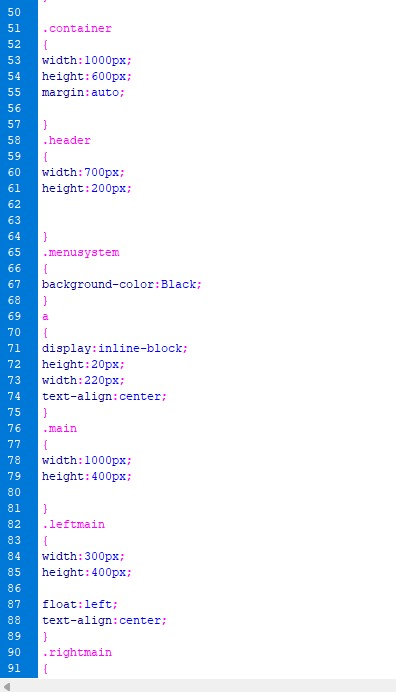 50
51 .container
52 {
53 width:1000px;
54 height:600px;
55 margin:auto;
56
57 }
58 .header
59 {
60 width:700px;
61 height:200px;
62
63
64 }
65 .menusystem
66 {
67 background-color:Black;
68 }
69 a
70 {
71 display:inline-block;
72 height:20px;
73 width:220px;
74 text-align:center;
75 }
76 .main
77 {
78 width:1000px;
79 height:400px;
80
81 }
82 .leftmain
83 {
84 width:300px;
85 height:400px;
86
87 float:left;
88 text-align:center;
89 }
90 .rightmain
91 {